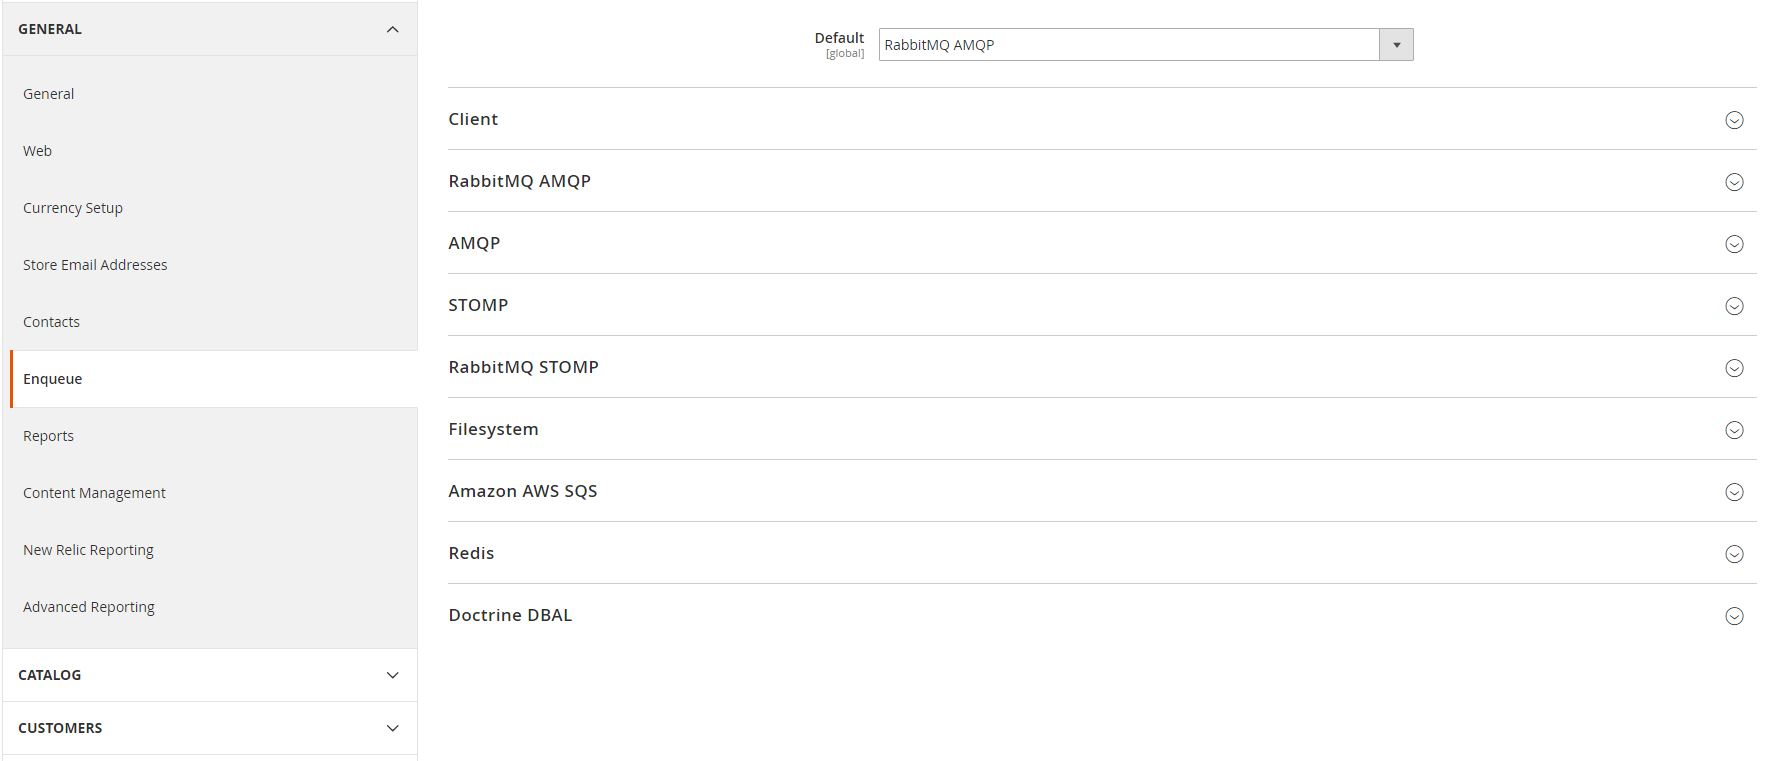 GENERAL
General
Web
Currency Setup
Store Email Addresses
Contacts
Enqueue
Reports
Content Management
New Relic Reporting
Advanced Reporting
CATALOG
CUSTOMERS
Default
[global]
RabbitMQ AMQP
Client
RabbitMQ AMQP
AMQP
STOMP
RabbitMQ STOMP
Filesystem
Amazon AWS SQS
Redis
Doctrine DBAL